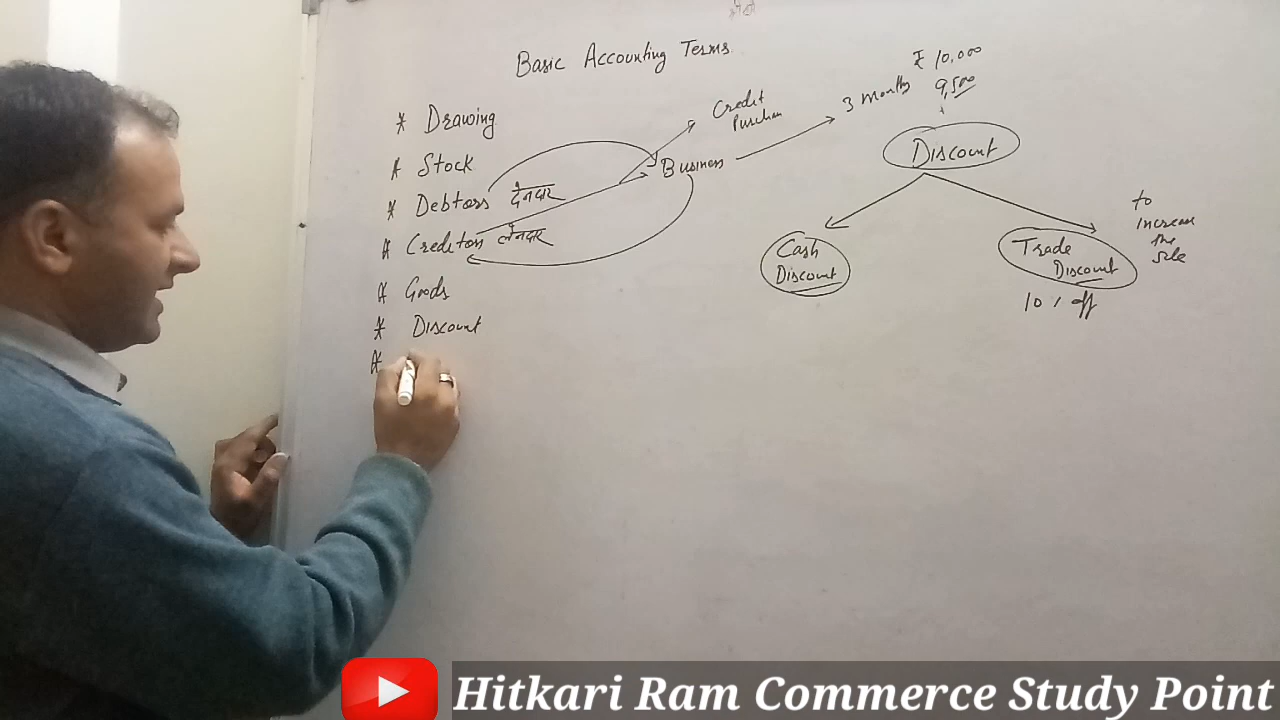 Basic Accounting Terms
* Drawing
* Stock
* Debtors देनदार
* Creditors लेनदार
* Goods
* Discount
*
Credit
Purchase
Business
3 months
₹ 10,000
9,500
Discount
Cash
Discount
Trade
Discount
10% off
to
increase
the
sale
Hitkari Ram Commerce Study Point